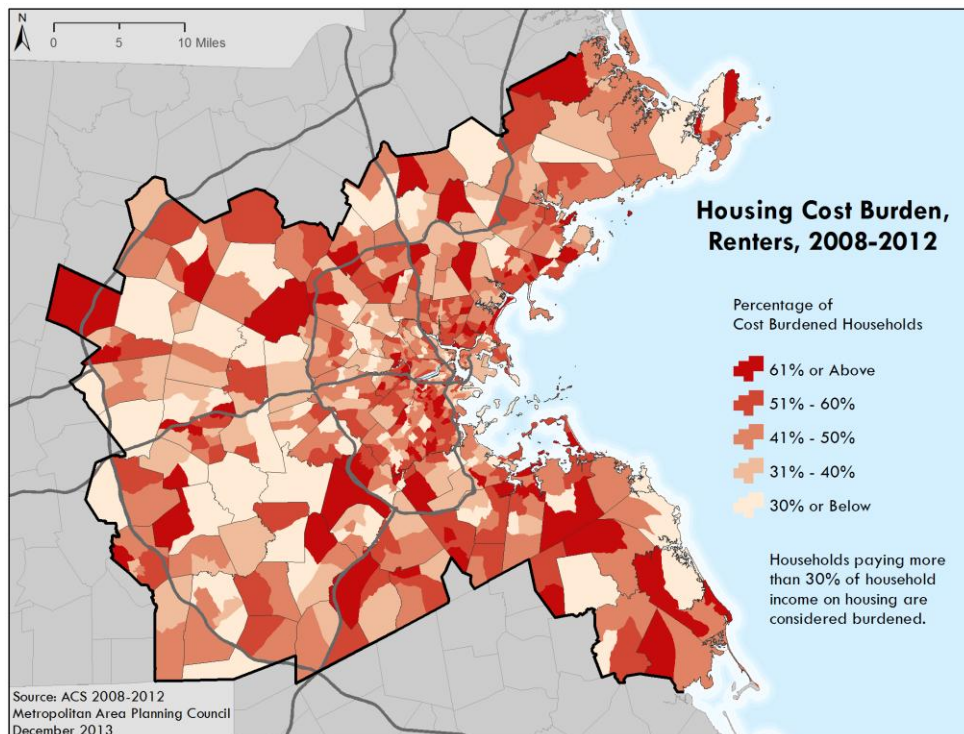 N
0 5 10 Miles
Housing Cost Burden,
Renters, 2008-2012
Percentage of
Cost Burdened Households
61% or Above
51% - 60%
41% - 50%
31% - 40%
30% or Below
Households paying more
than 30% of household
income on housing are
considered burdened.
Source: ACS 2008-2012
Metropolitan Area Planning Council
December 2013